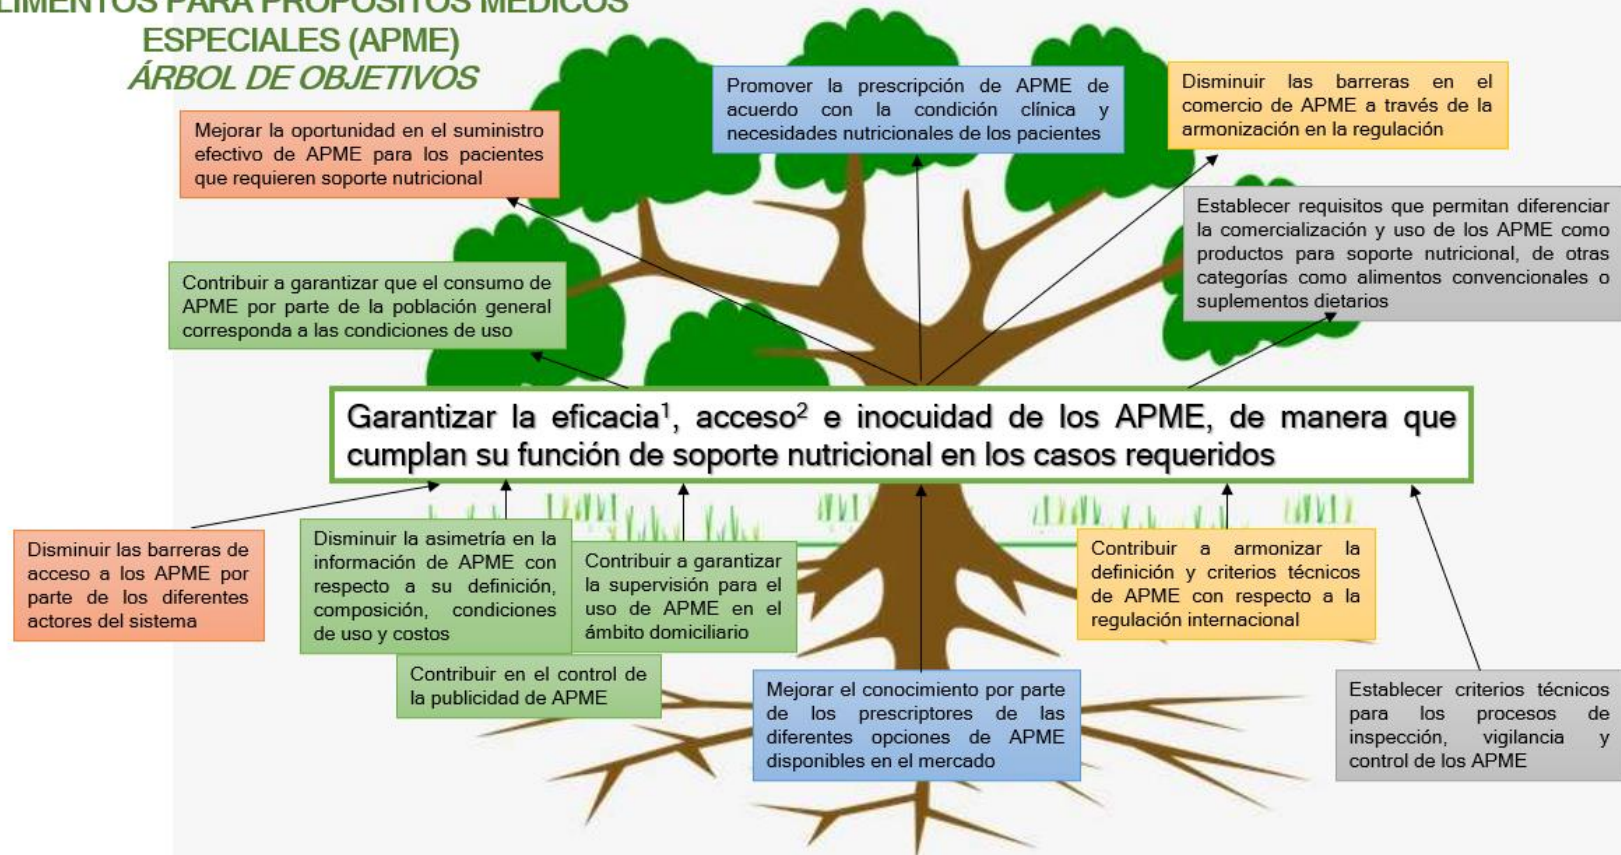 LIMENTOS PARA PROPÓSITOS MÉDICOS
ESPECIALES (APME)
ÁRBOL DE OBJETIVOS
Mejorar la oportunidad en el suministro
efectivo de APME para los pacientes
que requieren soporte nutricional
Promover la prescripción de APME de
acuerdo con la condición clínica y
necesidades nutricionales de los pacientes
Disminuir las barreras en el
comercio de APME a través de la
armonización en la regulación
Contribuir a garantizar que el consumo de
APME por parte de la población general
corresponda a las condiciones de uso
Establecer requisitos que permitan diferenciar
la comercialización y uso de los APME como
productos para soporte nutricional, de otras
categorías como alimentos convencionales o
suplementos dietarios
Garantizar la eficacia¹, acceso² e inocuidad de los APME, de manera que
cumplan su función de soporte nutricional en los casos requeridos
Disminuir las barreras de
acceso a los APME por
parte de los diferentes
actores del sistema
Disminuir la asimetría en la
información de APME con
respecto a su definición,
composición, condiciones
de uso y costos
Contribuir a garantizar
la supervisión para el
uso de APME en el
ámbito domiciliario
Contribuir en el control de
la publicidad de APME
Mejorar el conocimiento por parte
de los prescriptores de las
diferentes opciones de APME
disponibles en el mercado
Contribuir a armonizar la
definición y criterios técnicos
de APME con respecto a la
regulación internacional
Establecer criterios técnicos
para los procesos de
inspección, vigilancia y
control de los APME